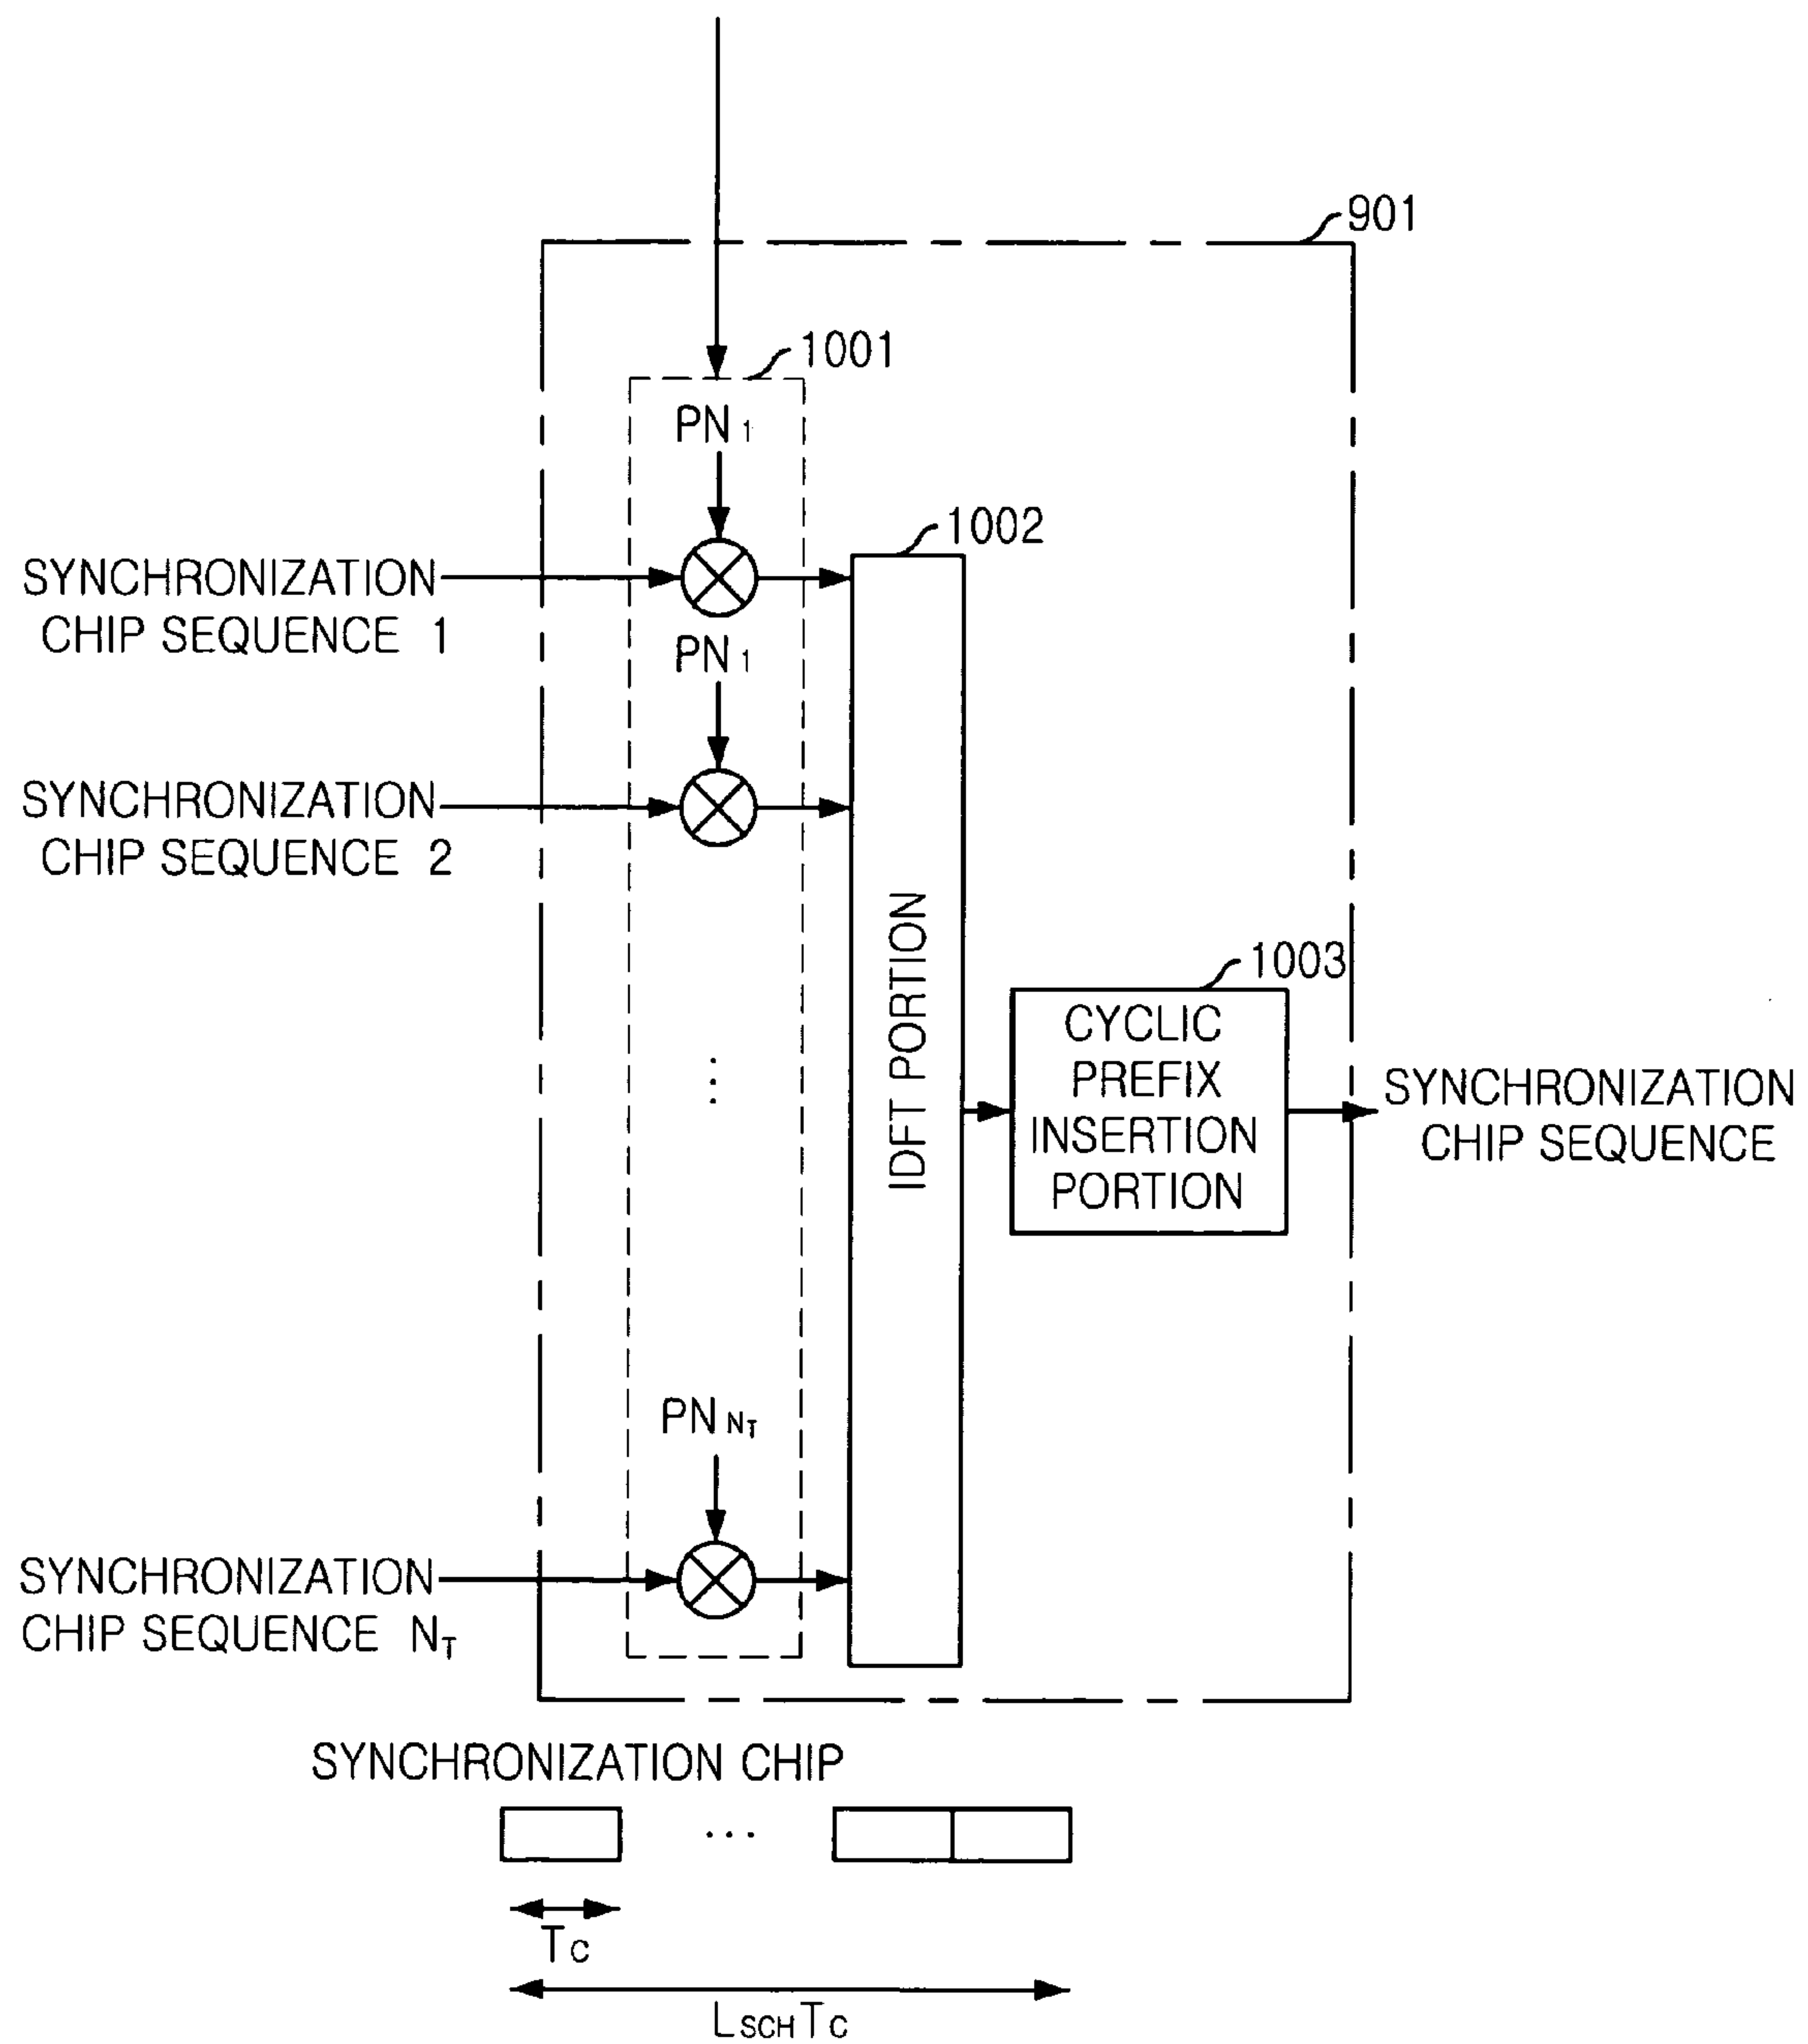 901
1001
PN1
1002
SYNCHRONIZATION
CHIP SEQUENCE 1
PN1
SYNCHRONIZATION
CHIP SEQUENCE 2
IDFT PORTION
1003
CYCLIC
PREFIX
INSERTION
PORTION
SYNCHRONIZATION
CHIP SEQUENCE
...
PNNT
SYNCHRONIZATION
CHIP SEQUENCE NT
SYNCHRONIZATION CHIP
...
TC
LSCHTC